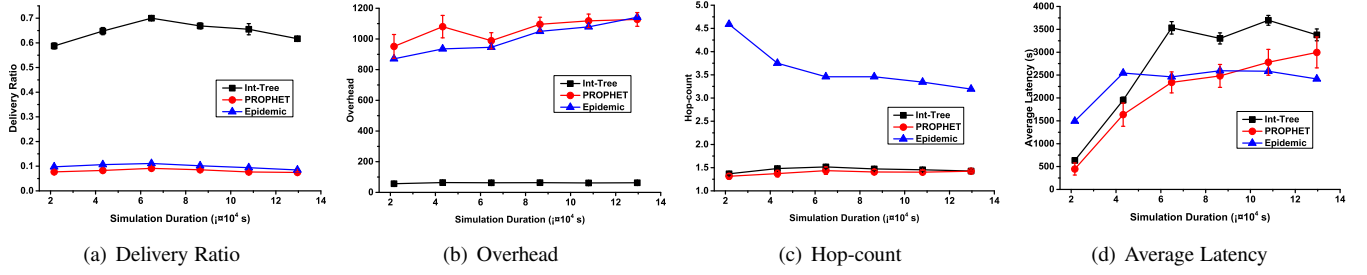 0.7
0.6
0.5
0.4
0.3
0.2
0.1
0.0
Delivery Ratio
Int-Tree
PROPHET
Epidemic
2 4 6 8 10 12 14
Simulation Duration (¡¤10⁴ s)
(a) Delivery Ratio
1200
1000
800
600
400
200
0
Overhead
Int-Tree
PROPHET
Epidemic
2 4 6 8 10 12 14
Simulation Duration (¡¤10⁴ s)
(b) Overhead
5.0
4.5
4.0
3.5
3.0
2.5
2.0
1.5
1.0
Hop-count
Int-Tree
PROPHET
Epidemic
2 4 6 8 10 12 14
Simulation Duration (¡¤10⁴ s)
(c) Hop-count
4000
3500
3000
2500
2000
1500
1000
500
0
Average Latency (s)
Int-Tree
PROPHET
Epidemic
2 4 6 8 10 12 14
Simulation Duration (¡¤10⁴ s)
(d) Average Latency